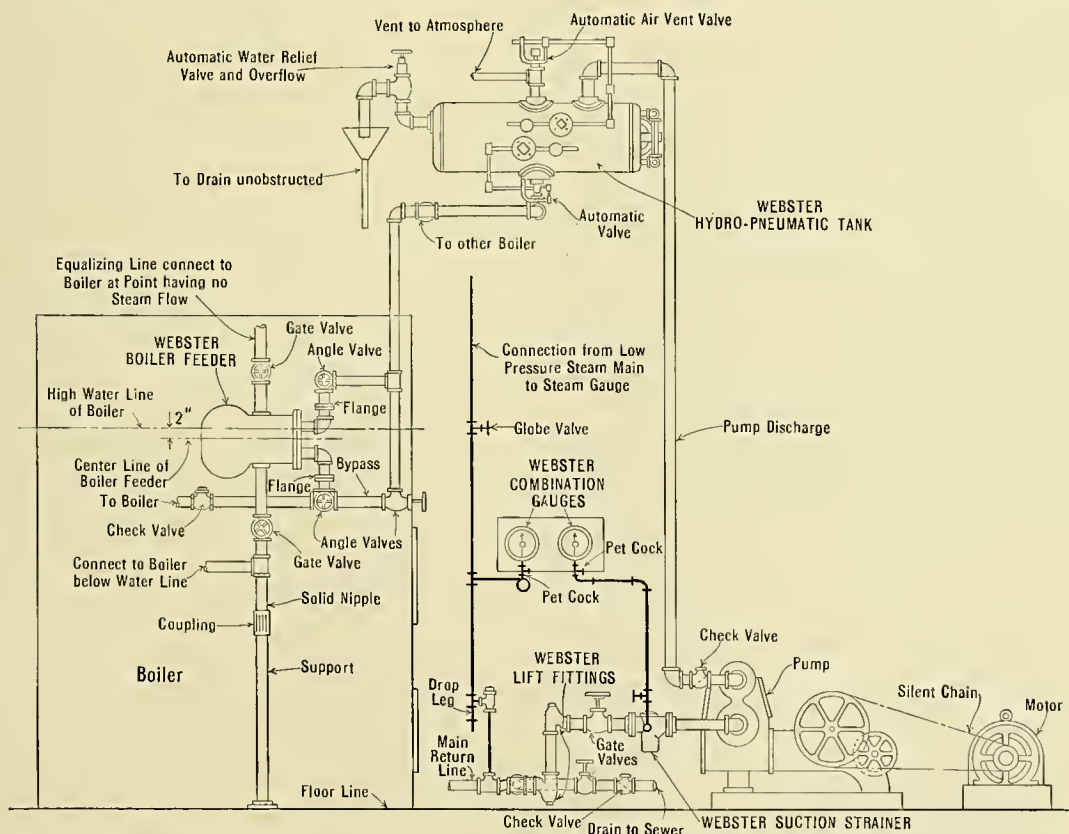 Vent to Atmosphere
Automatic Air Vent Valve
Automatic Water Relief
Valve and Overflow
To Drain unobstructed
WEBSTER
HYDRO-PNEUMATIC TANK
Automatic
Valve
To other Boiler
Equalizing Line connect to
Boiler at Point having no
Steam Flow
Gate Valve
WEBSTER
BOILER FEEDER
Angle Valve
Connection from Low
Pressure Steam Main
to Steam Gauge
High Water Line
of Boiler
2"
Flange
Globe Valve
Pump Discharge
Center Line of
Boiler Feeder
Flange
Bypass
WEBSTER
COMBINATION
GAUGES
To Boiler
Check Valve
Angle Valves
Gate Valve
Pet Cock
Connect to Boiler
below Water Line
Pet Cock
Solid Nipple
Coupling
Check Valve
Boiler
Support
WEBSTER
LIFT FITTINGS
Pump
Drop
Leg
Silent Chain
Motor
Main
Return
Line
Gate
Valves
Floor Line
Check Valve
Drain to Sewer
WEBSTER SUCTION STRAINER